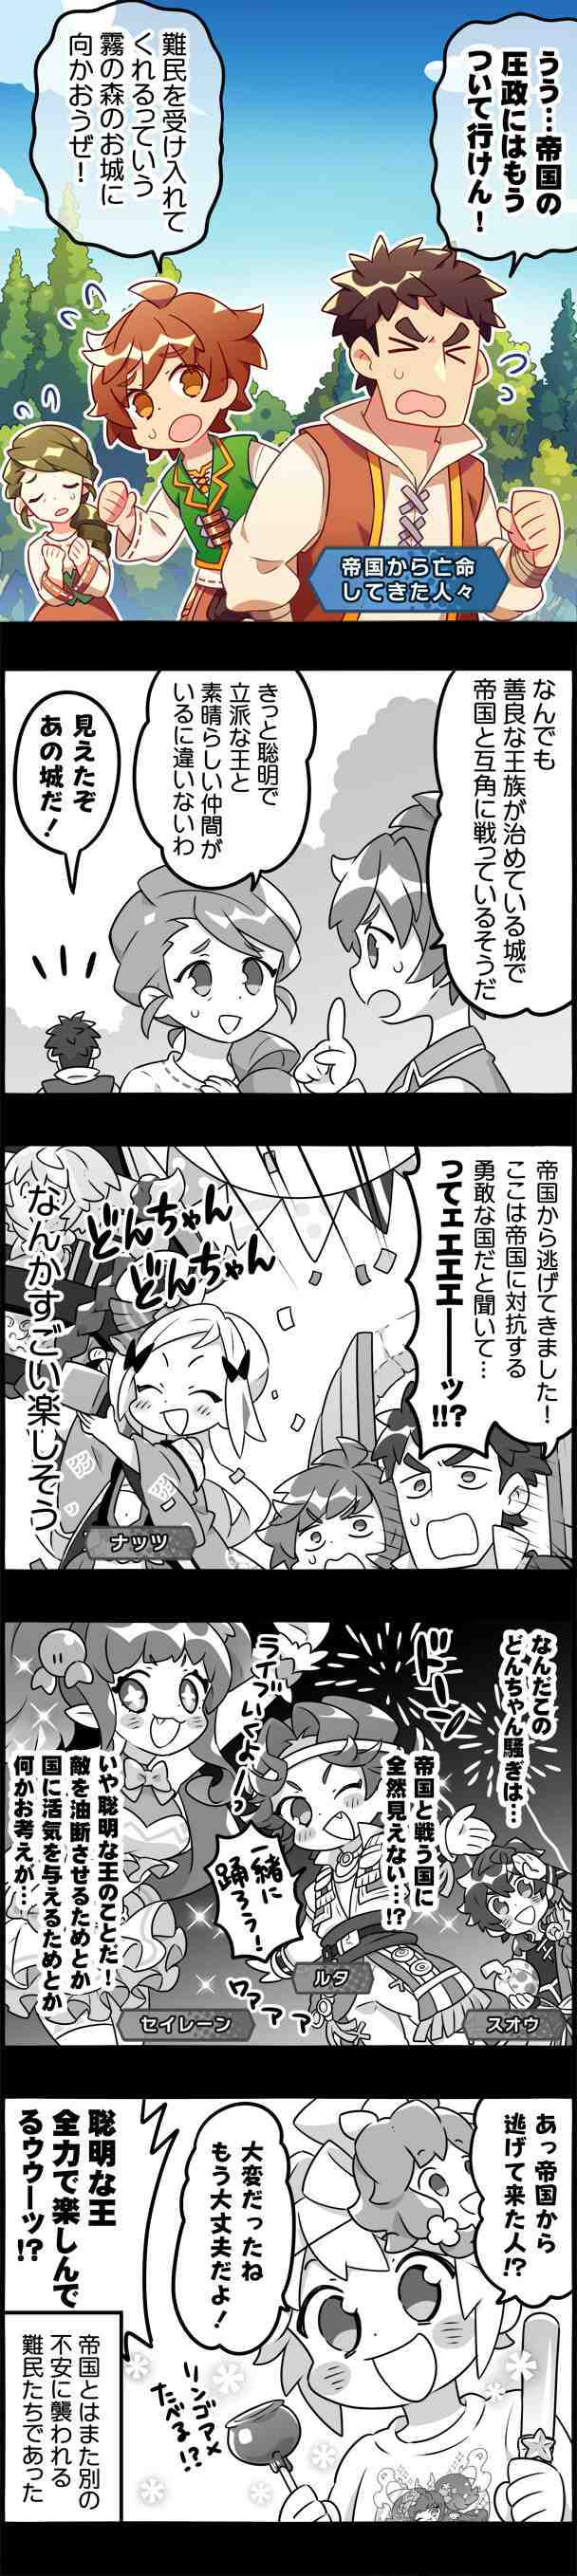 うう…帝国の
圧政にはもう
ついて行けん！
難民を受け入れて
くれるっていう
霧の森のお城に
向かおうぜ！
帝国から亡命
してきた人々
なんでも
善良な王族が治めている城で
帝国と互角に戦っているそうだ
きっと聡明で
立派な王と
素晴らしい仲間が
いるに違いないわ
見えたぞ
あの城だ！
帝国から逃げてきました！
ここは帝国に対抗する
勇敢な国だと聞いて…
ってエエエエーーッ!!?
どんちゃん
どんちゃん
なんかすごい楽しそう
ナッツ
なんだこの
どんちゃん騒ぎは…
ドーン
帝国と戦う国に
全然見えない…!?
ライブいくよー！
一緒に
踊ろう！
ワァァァ
いや聡明な王のことだ！
敵を油断させるためとか
国に活気を与えるためとか
何かお考えが…
スオウ
ルタ
セイレーン
あっ帝国から
逃げて来た人!?
大変だったね
もう大丈夫だよ！
リンゴアメ
たべる!?
聡明な王
全力で楽しんで
るゥゥーッ!?
帝国とはまた別の
不安に襲われる
難民たちであった